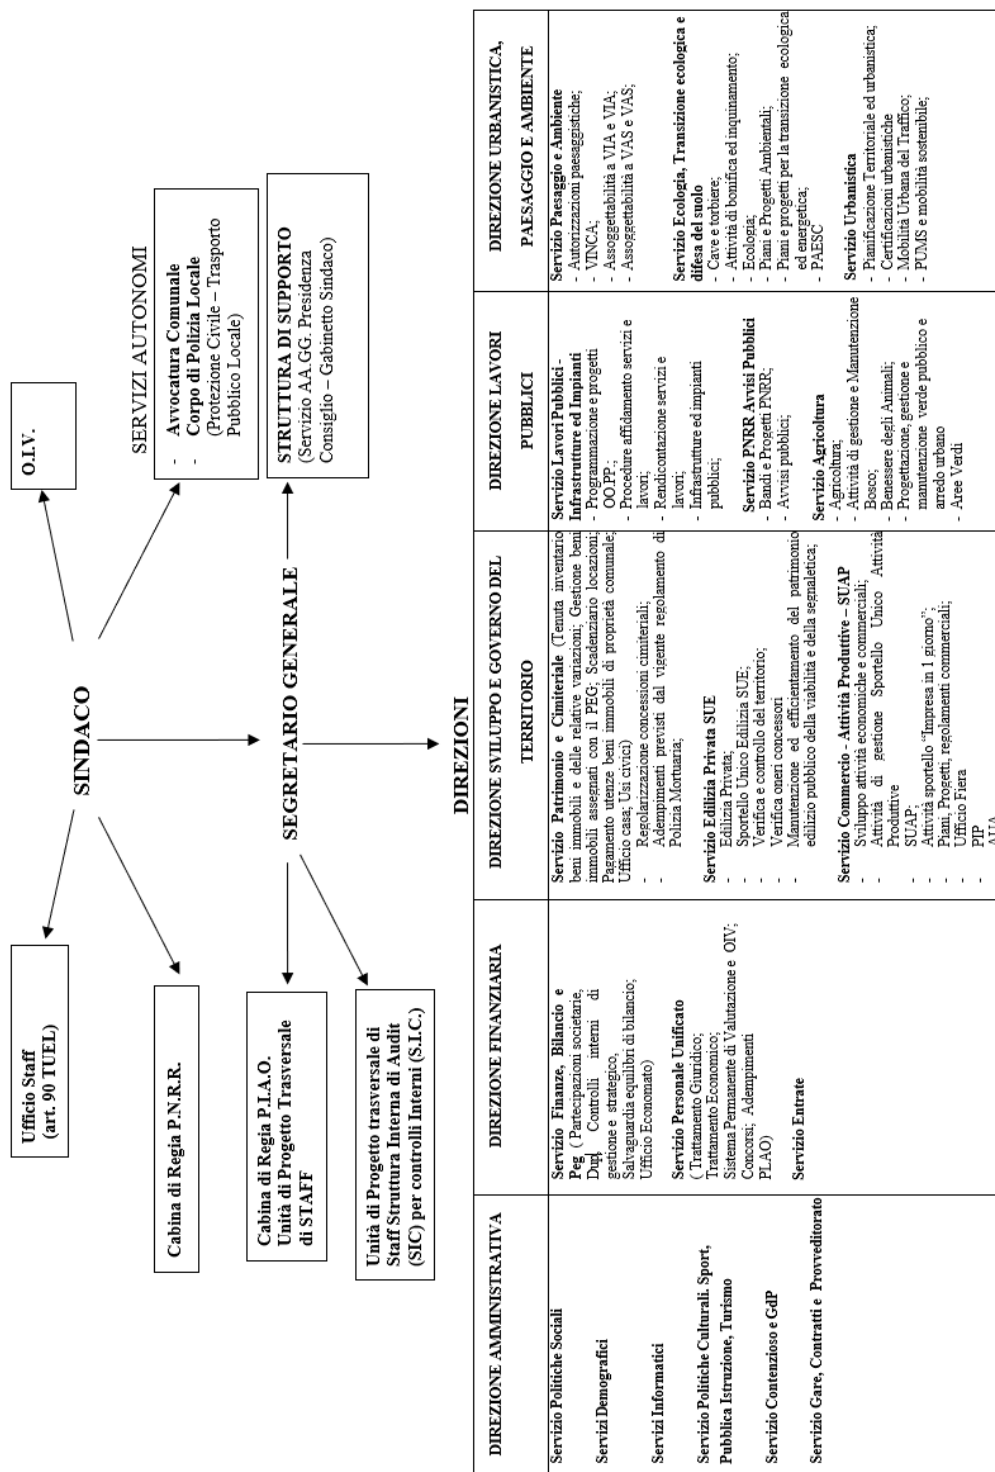 SINDACO
O.I.V.
Ufficio Staff
(art. 90 TUEL)
SERVIZI AUTONOMI
- Avvocatura Comunale
- Corpo di Polizia Locale
(Protezione Civile – Trasporto
Pubblico Locale)
Cabina di Regia P.N.R.R.
SEGRETARIO GENERALE
STRUTTURA DI SUPPORTO
(Servizio AA.GG. Presidenza
Consiglio – Gabinetto Sindaco)
Cabina di Regia P.I.A.O.
Unità di Progetto Trasversale
di STAFF
Unità di Progetto trasversale di
Staff Struttura Interna di Audit
(SIC) per controlli Interni (S.I.C.)
DIREZIONI
DIREZIONE AMMINISTRATIVA
Servizio Politiche Sociali
Servizi Demografici
Servizi Informatici
Servizio Politiche Culturali. Sport,
Pubblica Istruzione, Turismo
Servizio Contenzioso e GdP
Servizio Gare, Contratti e Provveditorato
DIREZIONE FINANZIARIA
Servizio Finanze, Bilancio e
Peg ( Partecipazioni societarie,
Dup, Controlli interni di
gestione e strategico,
Salvaguardia equilibri di bilancio;
Ufficio Economato)
Servizio Personale Unificato
( Trattamento Giuridico;
Trattamento Economico;
Sistema Permanente di Valutazione e OIV;
Concorsi; Adempimenti
PLAO)
Servizio Entrate
DIREZIONE SVILUPPO E GOVERNO DEL
TERRITORIO
Servizio Patrimonio e Cimiteriale (Tenuta inventario
beni immobili e delle relative variazioni; Gestione beni
immobili assegnati con il PEG; Scadenziario locazioni;
Pagamento utenze beni immobili di proprietà comunale;
Ufficio casa; Usi civici)
- Regolarizzazione concessioni cimiteriali;
- Adempimenti previsti dal vigente regolamento di
Polizia Mortuaria;
Servizio Edilizia Privata SUE
- Edilizia Privata;
- Sportello Unico Edilizia SUE;
- Verifica e controllo del territorio;
- Verifica oneri concessori
- Manutenzione ed efficientamento del patrimonio
edilizio pubblico della viabilità e della segnaletica;
Servizio Commercio - Attività Produttive – SUAP
- Sviluppo attività economiche e commerciali;
- Attività di gestione Sportello Unico Attività
Produttive
- SUAP;
- Attività sportello “Impresa in 1 giorno”;
- Piani, Progetti, regolamenti commerciali;
- Ufficio Fiera
- PIP
- AUA
DIREZIONE LAVORI
PUBBLICI
Servizio Lavori Pubblici -
Infrastrutture ed Impianti
- Programmazione e progetti
OO.PP.;
- Procedure affidamento servizi e
lavori;
- Rendicontazione servizi e
lavori;
- Infrastrutture ed impianti
pubblici;
Servizio PNRR Avvisi Pubblici
- Bandi e Progetti PNRR;
- Avvisi pubblici;
Servizio Agricoltura
- Agricoltura;
- Attività di gestione e Manutenzione
Bosco;
- Benessere degli Animali;
- Progettazione, gestione e
manutenzione verde pubblico e
arredo urbano
- Aree Verdi
DIREZIONE URBANISTICA,
PAESAGGIO E AMBIENTE
Servizio Paesaggio e Ambiente
- Autorizzazioni paesaggistiche;
- VINCA;
- Assoggettabilità a VIA e VIA;
- Assoggettabilità a VAS e VAS;
Servizio Ecologia, Transizione ecologica e
difesa del suolo
- Cave e torbiere;
- Attività di bonifica ed inquinamento;
- Ecologia;
- Piani e Progetti Ambientali;
- Piani e progetti per la transizione ecologica
ed energetica;
- PAESC
Servizio Urbanistica
- Pianificazione Territoriale ed urbanistica;
- Certificazioni urbanistiche
- Mobilità Urbana del Traffico;
- PUMS e mobilità sostenibile;